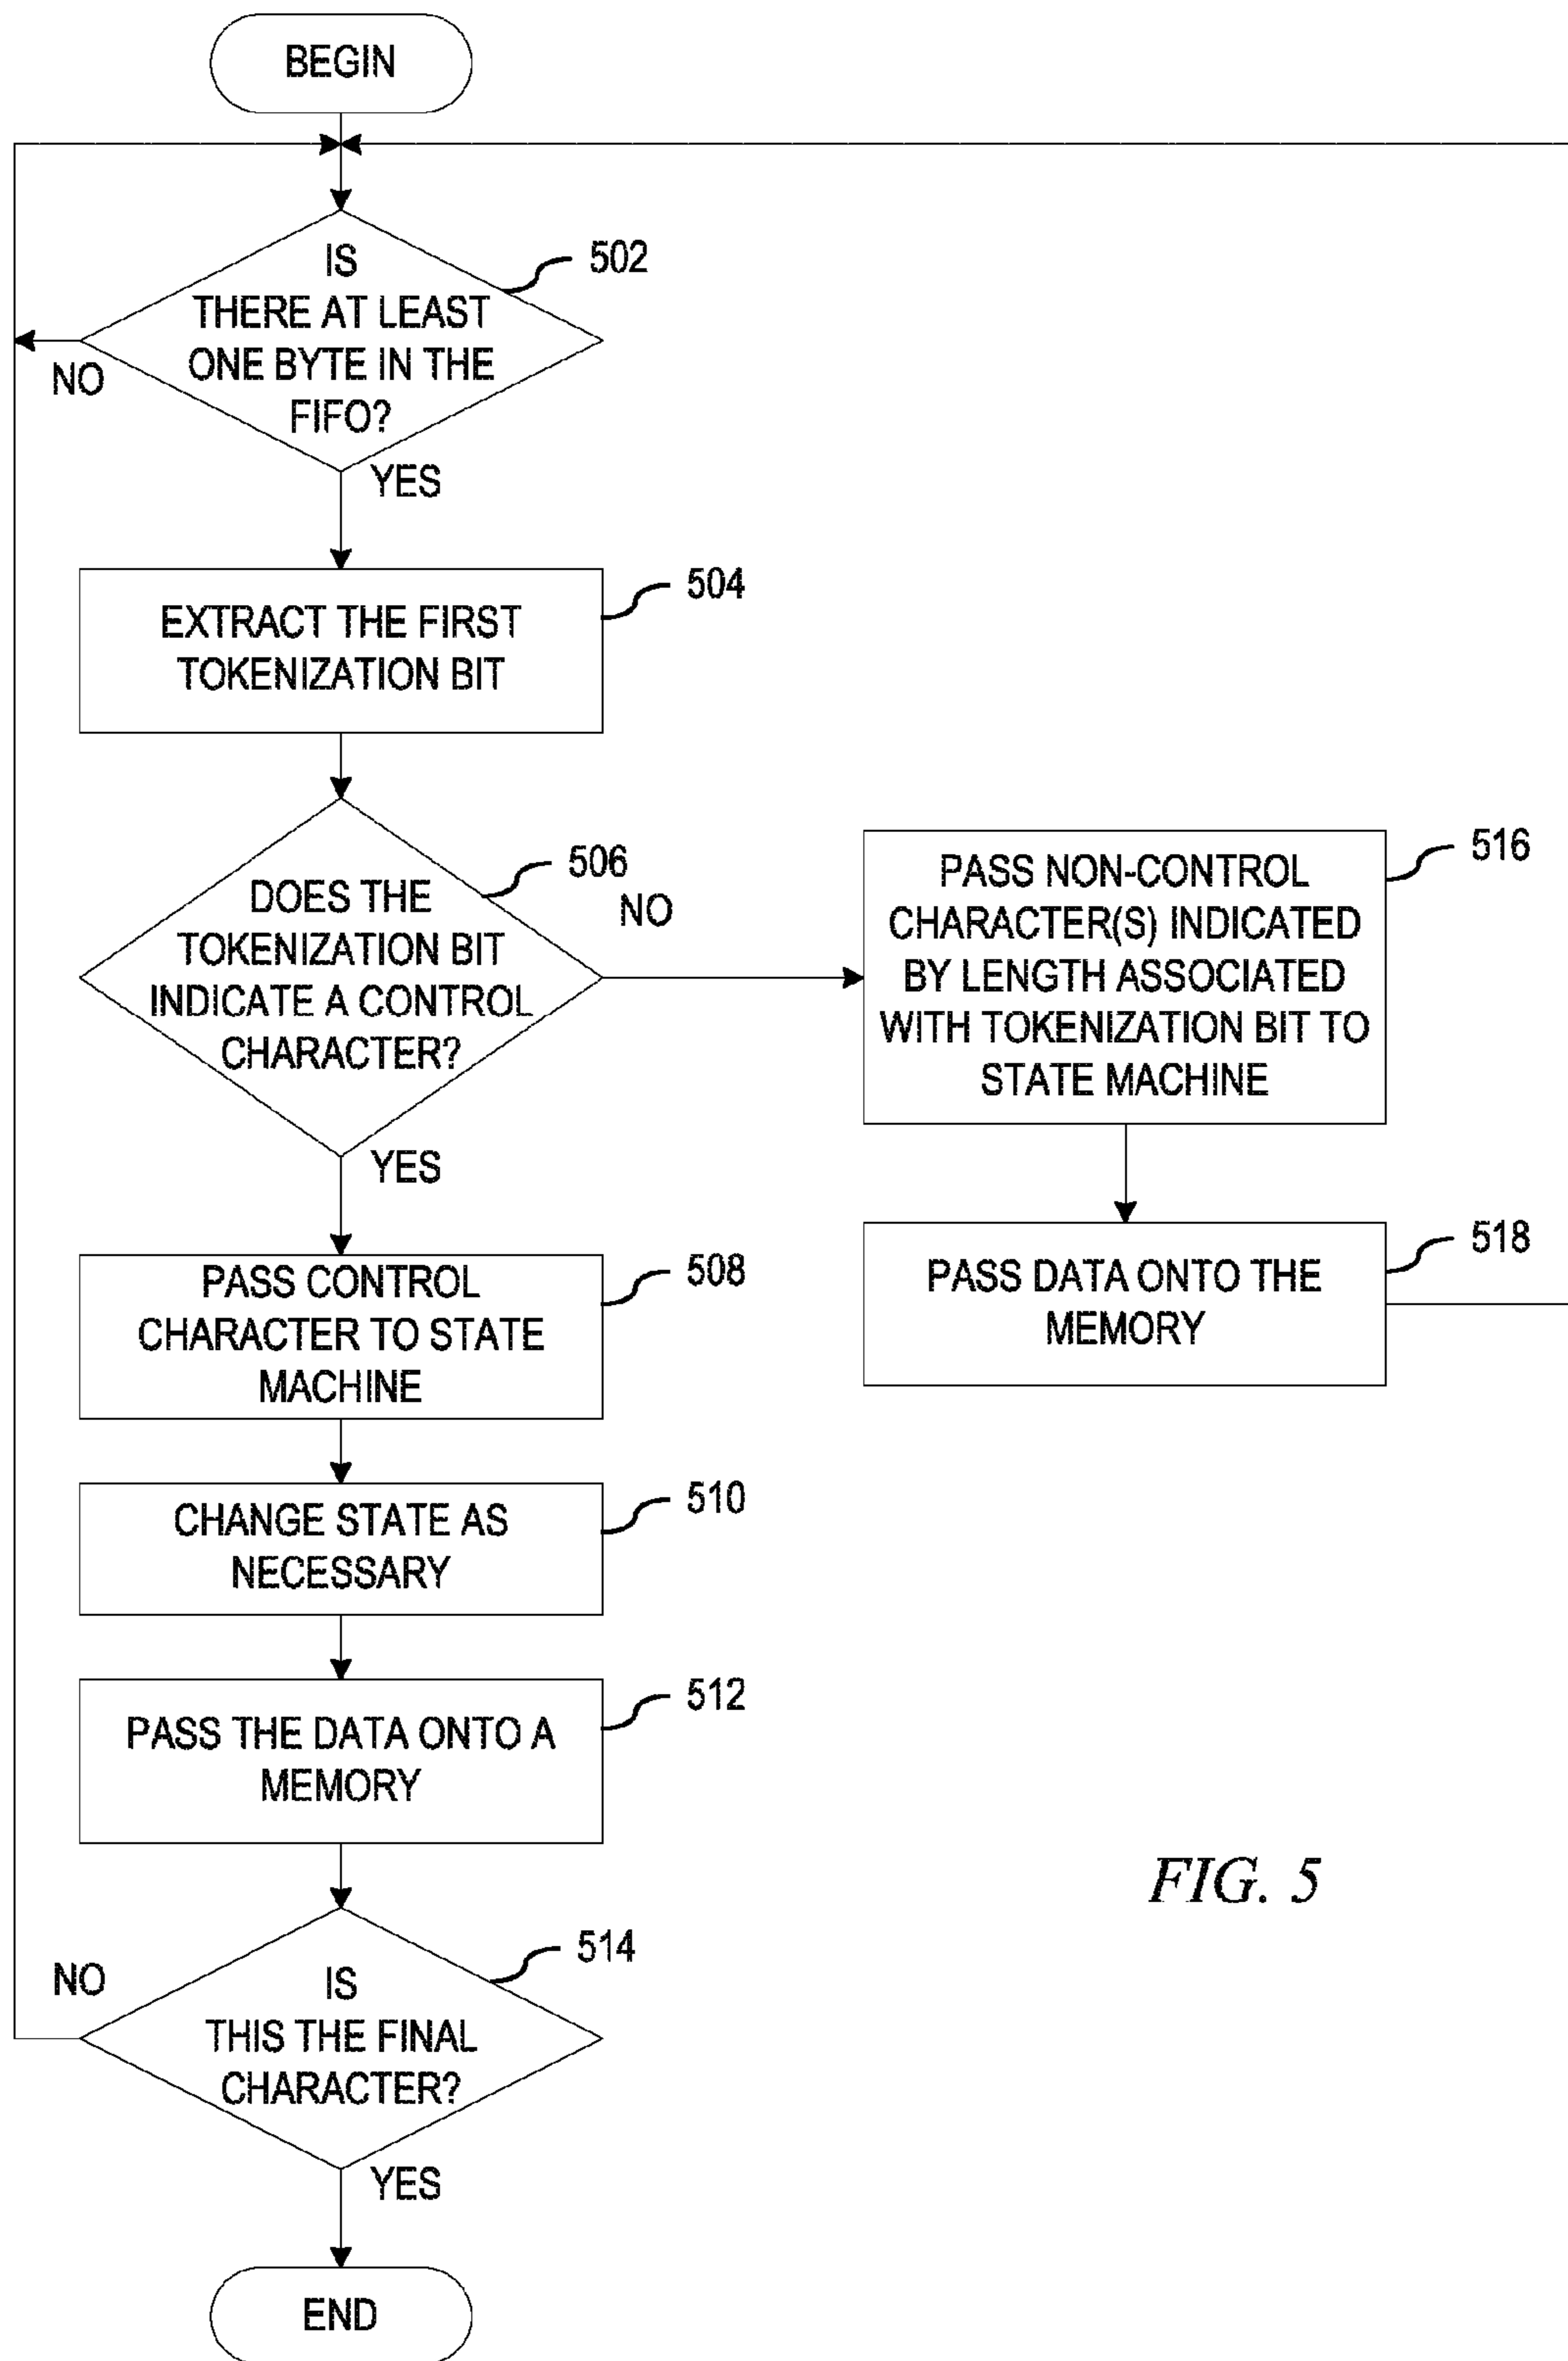 BEGIN
IS
THERE AT LEAST
ONE BYTE IN THE
FIFO?
502
NO
YES
EXTRACT THE FIRST
TOKENIZATION BIT
504
DOES THE
TOKENIZATION BIT
INDICATE A CONTROL
CHARACTER?
506
NO
YES
PASS NON-CONTROL
CHARACTER(S) INDICATED
BY LENGTH ASSOCIATED
WITH TOKENIZATION BIT TO
STATE MACHINE
516
PASS DATA ONTO THE
MEMORY
518
PASS CONTROL
CHARACTER TO STATE
MACHINE
508
CHANGE STATE AS
NECESSARY
510
PASS THE DATA ONTO A
MEMORY
512
IS
THIS THE FINAL
CHARACTER?
514
NO
YES
END
FIG. 5